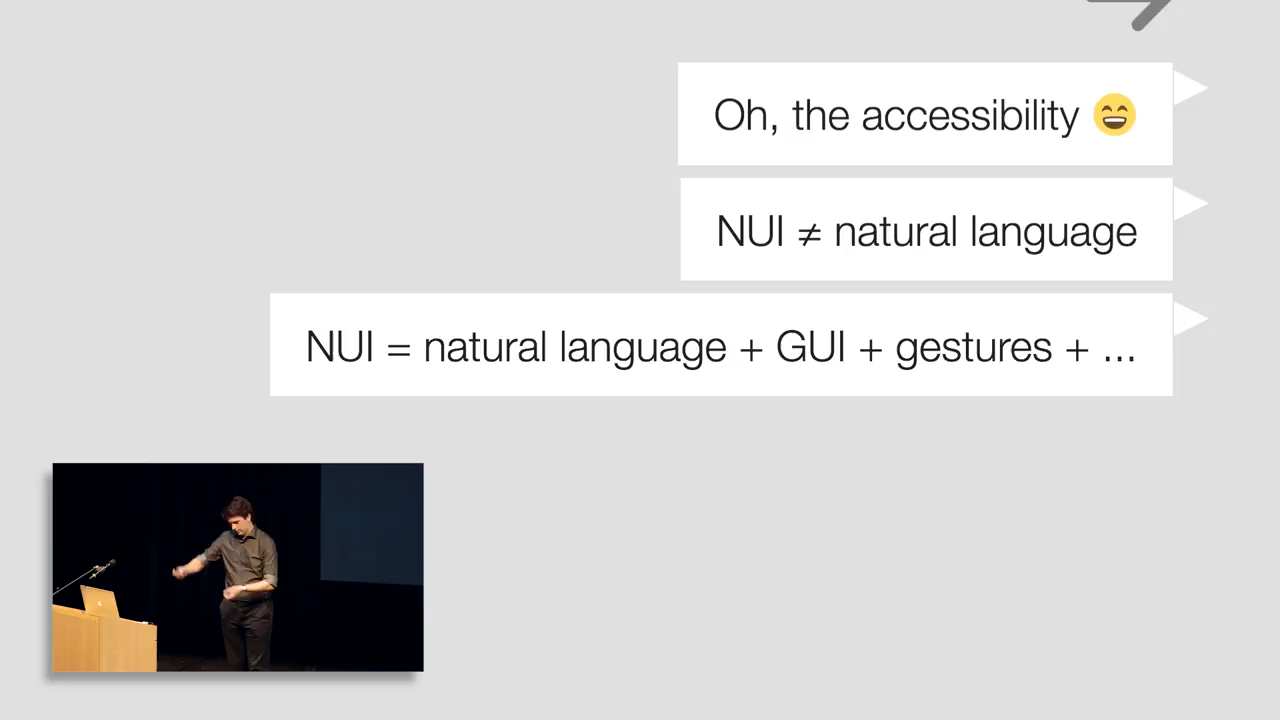 Oh, the accessibility 😄
NUI ≠ natural language
NUI = natural language + GUI + gestures + ...